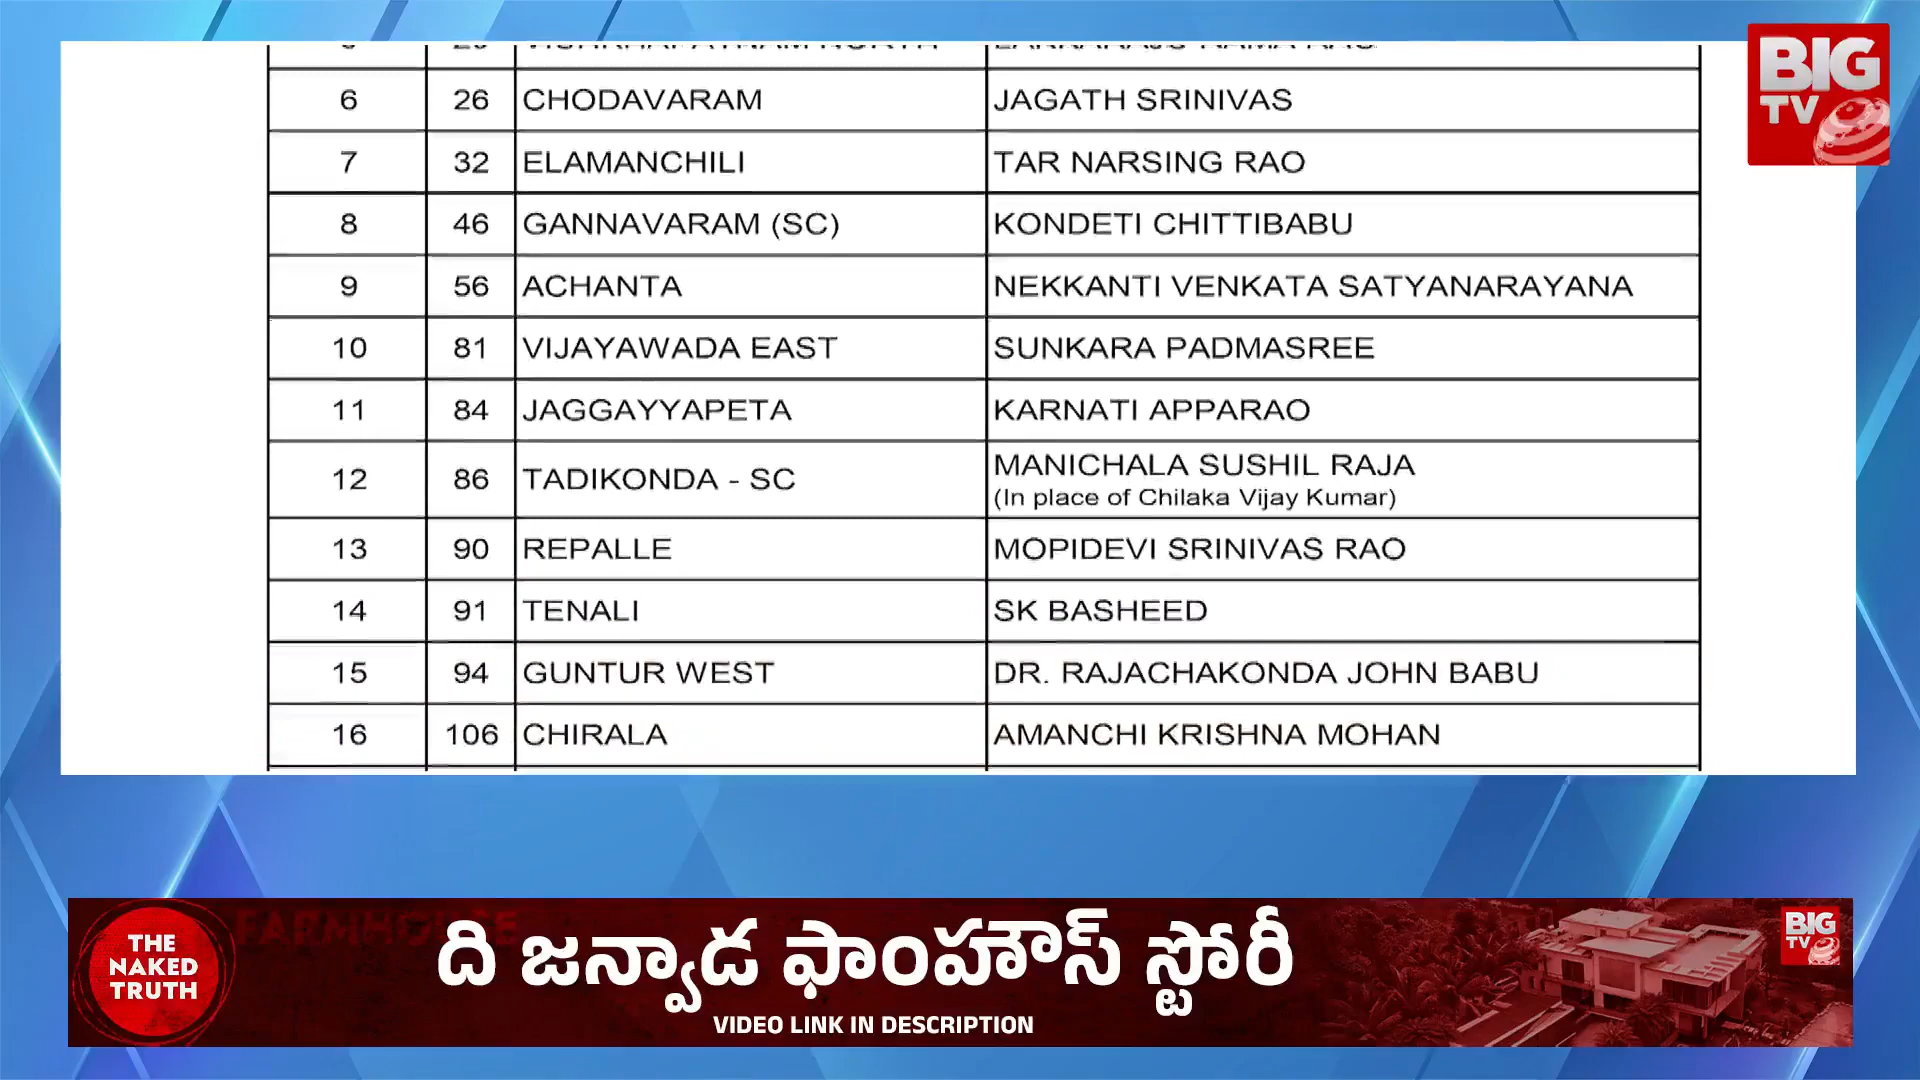 BIG
TV
6 26 CHODAVARAM JAGATH SRINIVAS
7 32 ELAMANCHILI TAR NARSING RAO
8 46 GANNAVARAM (SC) KONDETI CHITTIBABU
9 56 ACHANTA NEKKANTI VENKATA SATYANARAYANA
10 81 VIJAYAWADA EAST SUNKARA PADMASREE
11 84 JAGGAYYAPETA KARNATI APPARAO
12 86 TADIKONDA - SC MANICHALA SUSHIL RAJA
(In place of Chilaka Vijay Kumar)
13 90 REPALLE MOPIDEVI SRINIVAS RAO
14 91 TENALI SK BASHEED
15 94 GUNTUR WEST DR. RAJACHAKONDA JOHN BABU
16 106 CHIRALA AMANCHI KRISHNA MOHAN
THE
NAKED
TRUTH
FARMHOUSE
ది జన్వాడ ఫాంహౌస్ స్టోరీ
VIDEO LINK IN DESCRIPTION
BIG
TV